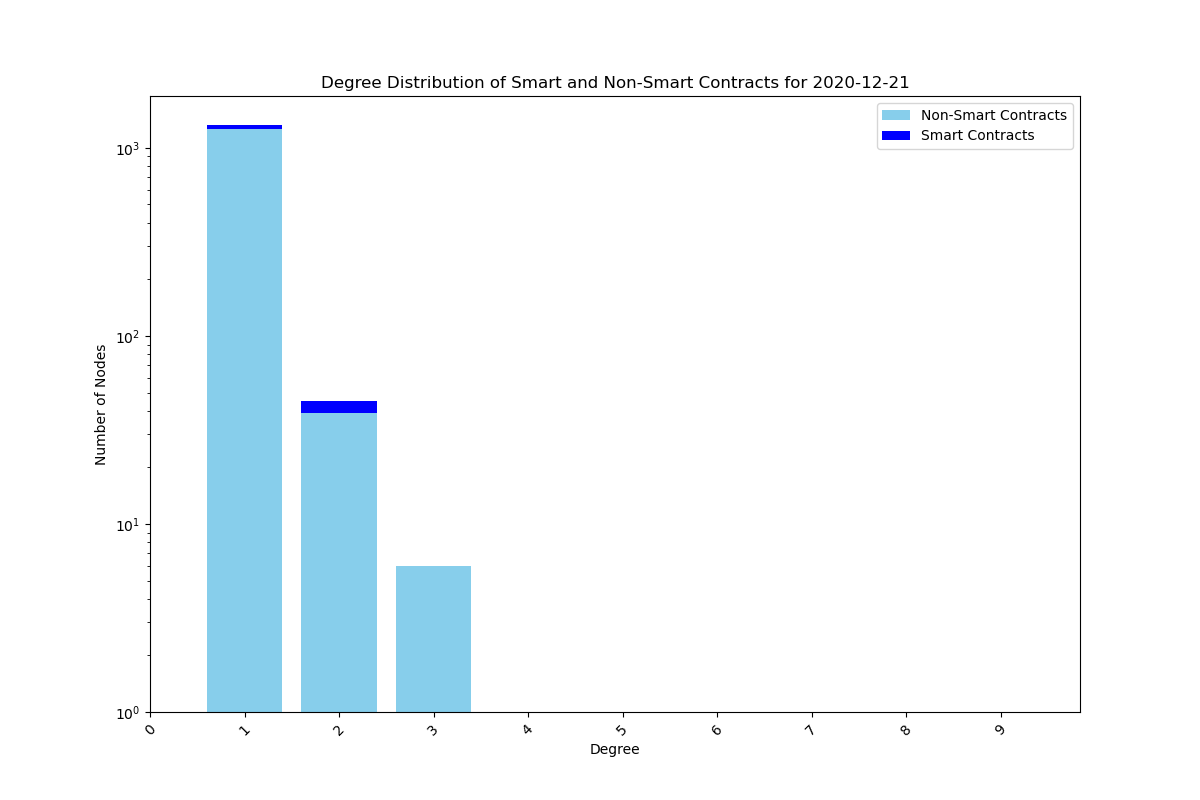 Degree Distribution of Smart and Non-Smart Contracts for 2020-12-21
Non-Smart Contracts
Smart Contracts
Number of Nodes
10³
10²
10¹
10⁰
0 1 2 3 4 5 6 7 8 9
Degree